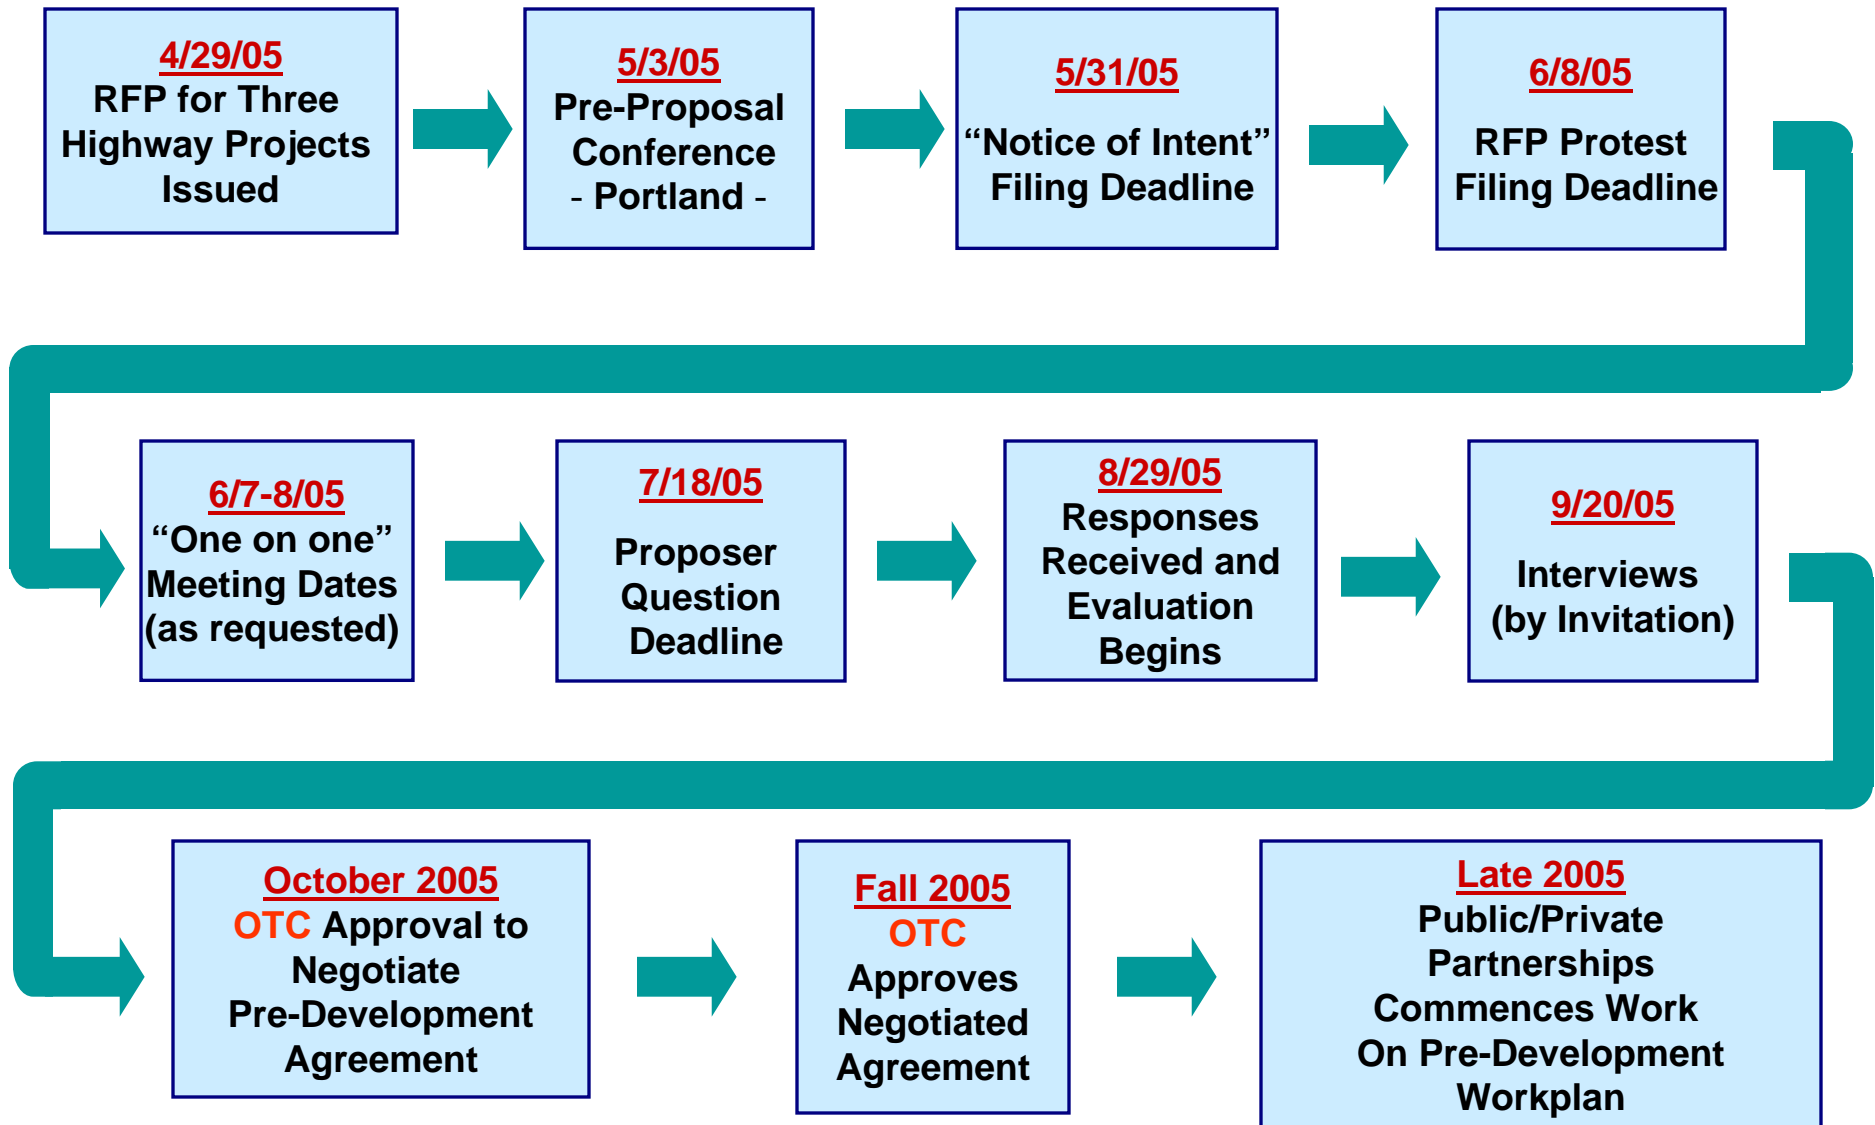 4/29/05
RFP for Three
Highway Projects
Issued
5/3/05
Pre-Proposal
Conference
- Portland -
5/31/05
“Notice of Intent”
Filing Deadline
6/8/05
RFP Protest
Filing Deadline
6/7-8/05
“One on one”
Meeting Dates
(as requested)
7/18/05
Proposer
Question
Deadline
8/29/05
Responses
Received and
Evaluation
Begins
9/20/05
Interviews
(by Invitation)
October 2005
OTC Approval to
Negotiate
Pre-Development
Agreement
Fall 2005
OTC
Approves
Negotiated
Agreement
Late 2005
Public/Private
Partnerships
Commences Work
On Pre-Development
Workplan